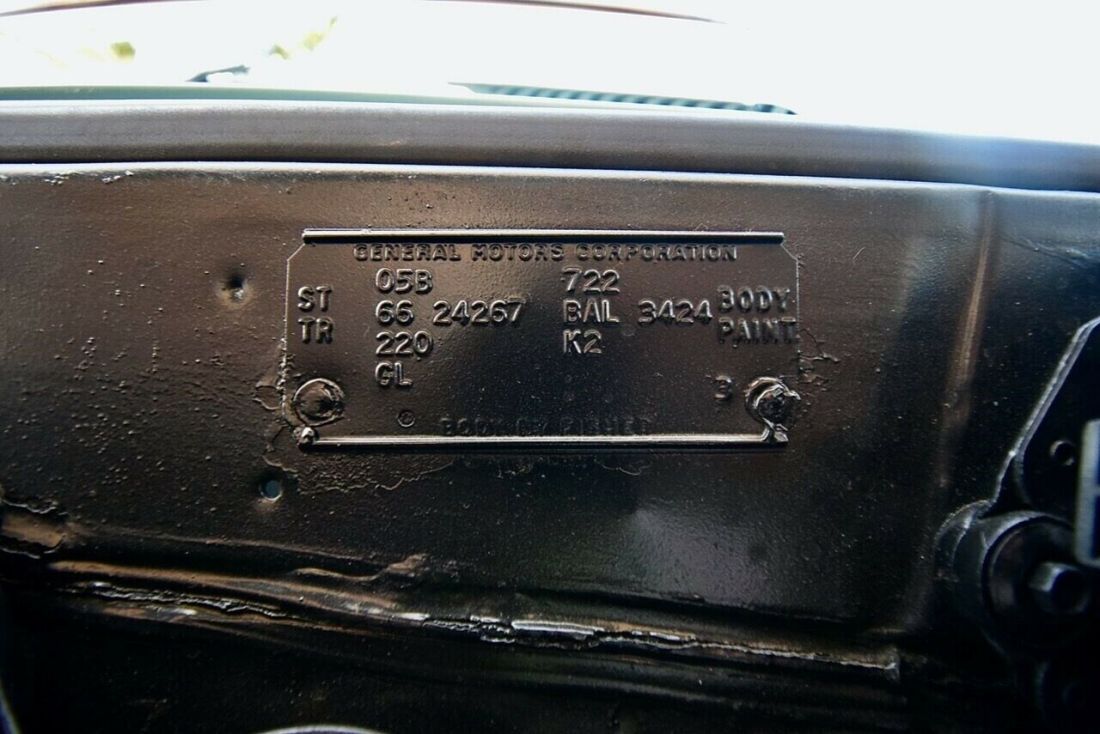 GENERAL MOTORS CORPORATION
05B 722
ST 66 24267 BAL 3424 BODY
TR 220 K2 PAINT
GL 3
© BODY BY FISHER